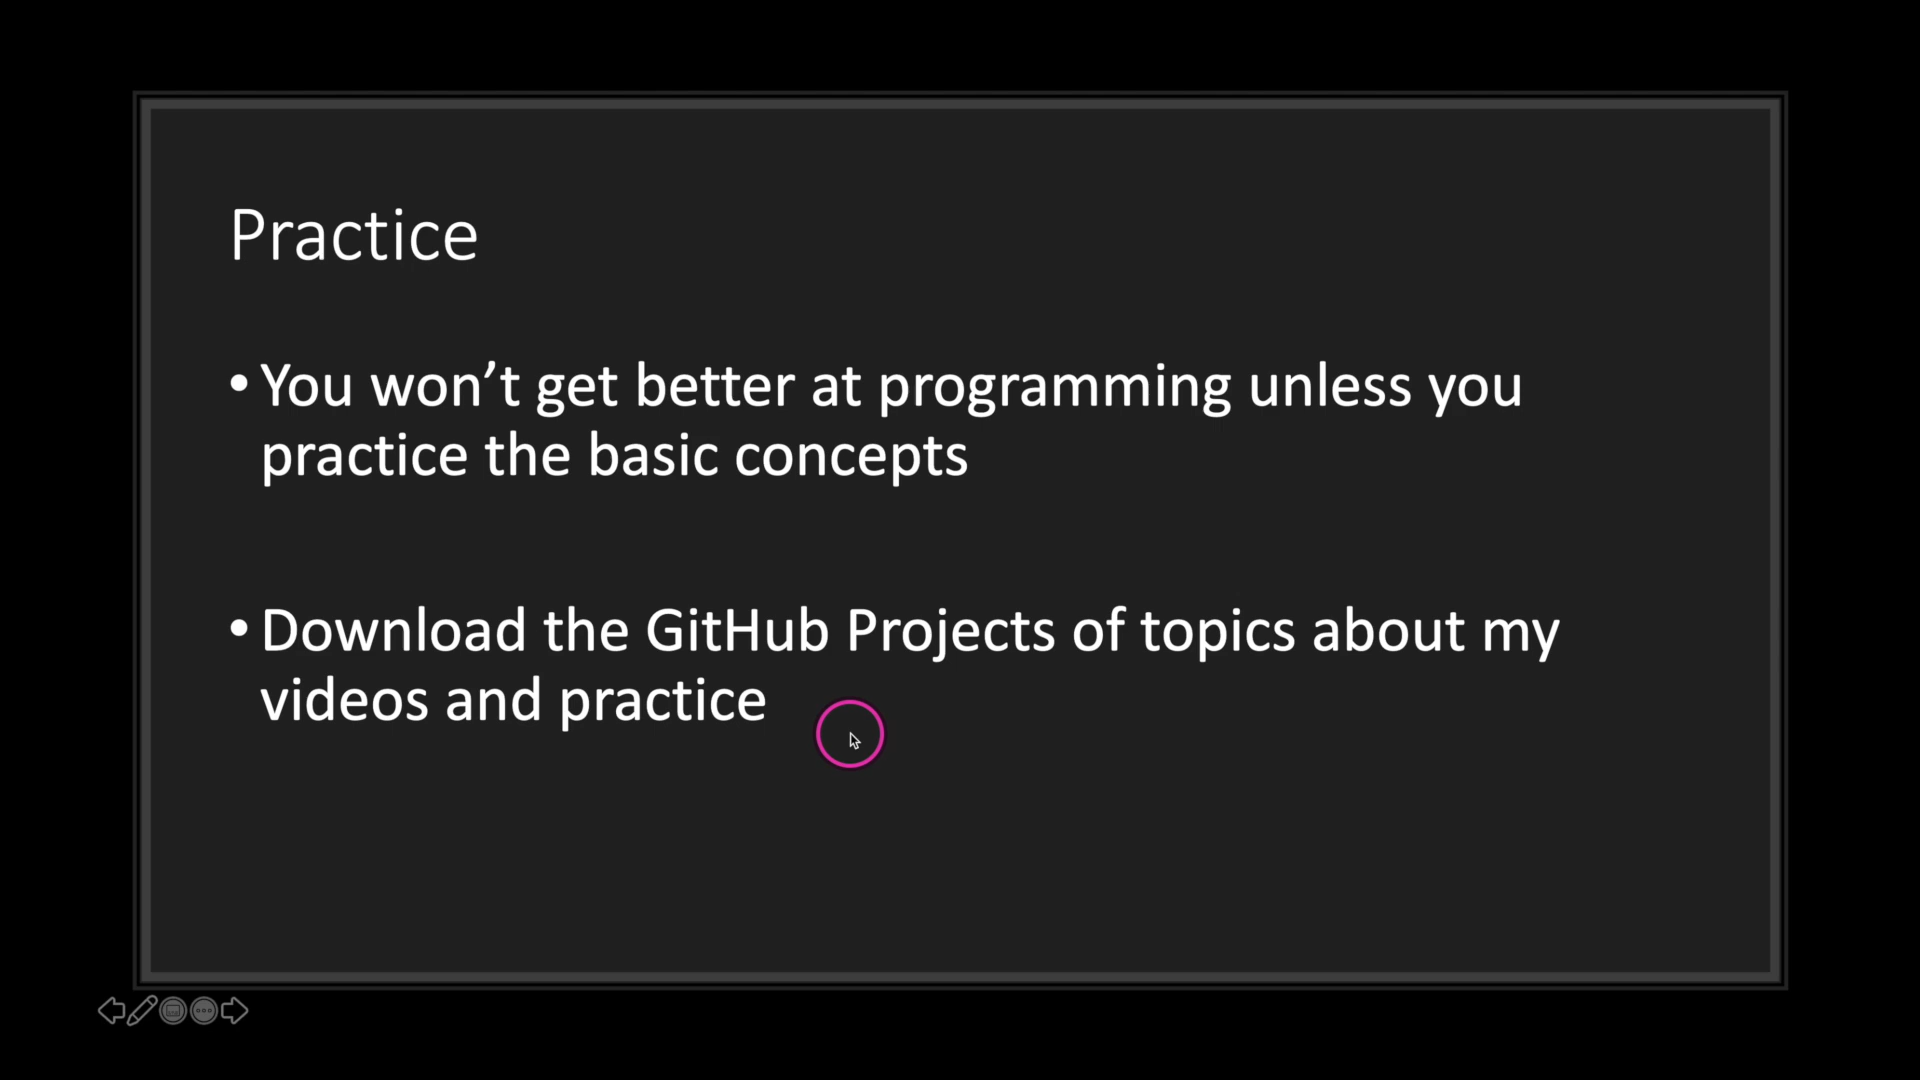 Practice
• You won’t get better at programming unless you
practice the basic concepts
• Download the GitHub Projects of topics about my
videos and practice